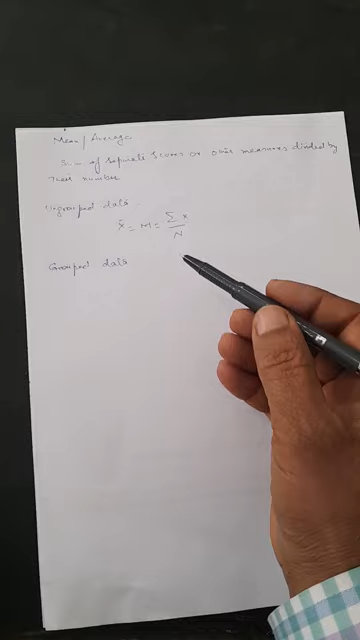 Mean / Average
Sum of separate scores or other measures divided by
their number
Ungrouped data.
X̄ = M = ΣX / N
Grouped data